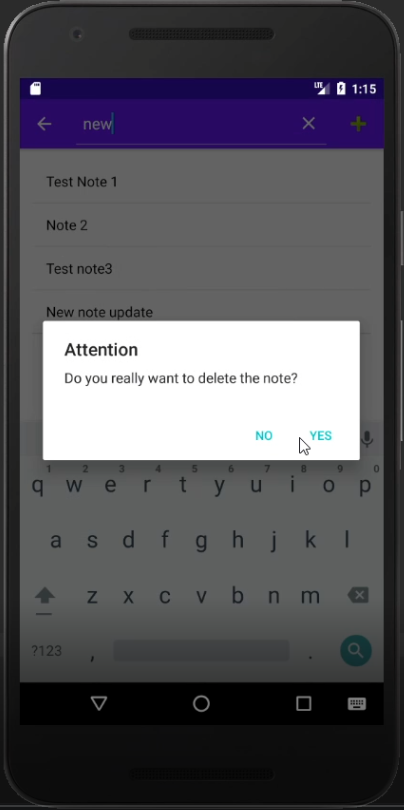 LTE 1:15
new
Test Note 1
Note 2
Test note3
New note update
Attention
Do you really want to delete the note?
NO YES
1 2 3 4 5 6 7 8 9 0
q w e r t y u i o p
a s d f g h j k l
z x c v b n m
?123 , .